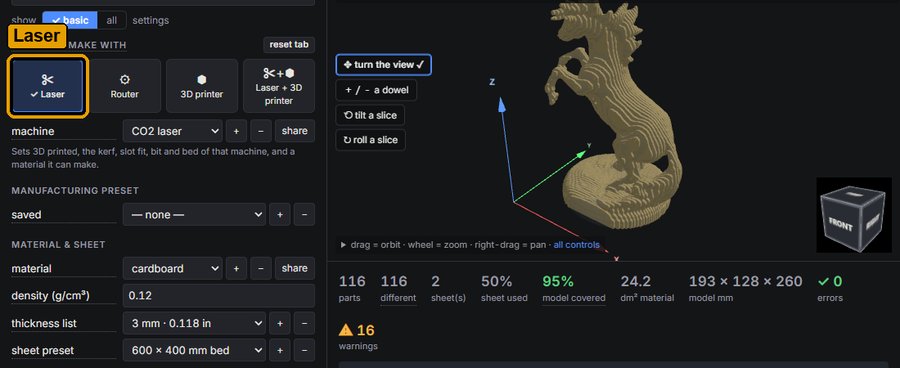 show ✓ basic all settings
Laser
MAKE WITH reset tab
✓ Laser
Router
3D printer
Laser + 3D printer
machine CO2 laser + − share
Sets 3D printed, the kerf, slot fit, bit and bed of that machine, and a
material it can make.
MANUFACTURING PRESET
saved — none — + −
MATERIAL & SHEET
material cardboard + − share
density (g/cm³) 0.12
thickness list 3 mm · 0.118 in + −
sheet preset 600 × 400 mm bed + −
✥ turn the view ✓
+ / - a dowel
tilt a slice
roll a slice
Z
Y
X
FRONT
drag = orbit · wheel = zoom · right-drag = pan · all controls
116 parts
116 different
2 sheet(s)
50% sheet used
95% model covered
24.2 dm² material
193 × 128 × 260 model mm
✓ 0 errors
16 warnings